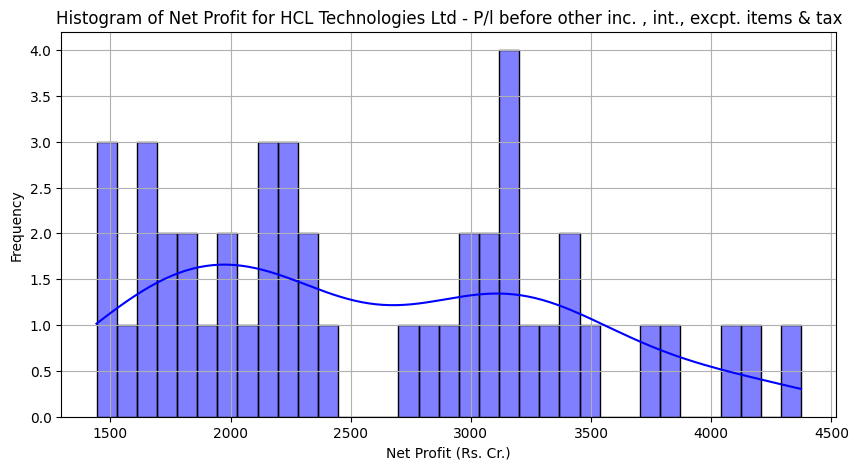 Histogram of Net Profit for HCL Technologies Ltd - P/l before other inc. , int., excpt. items & tax
4.0
3.5
3.0
2.5
2.0
1.5
1.0
0.5
0.0
Frequency
1500 2000 2500 3000 3500 4000 4500
Net Profit (Rs. Cr.)